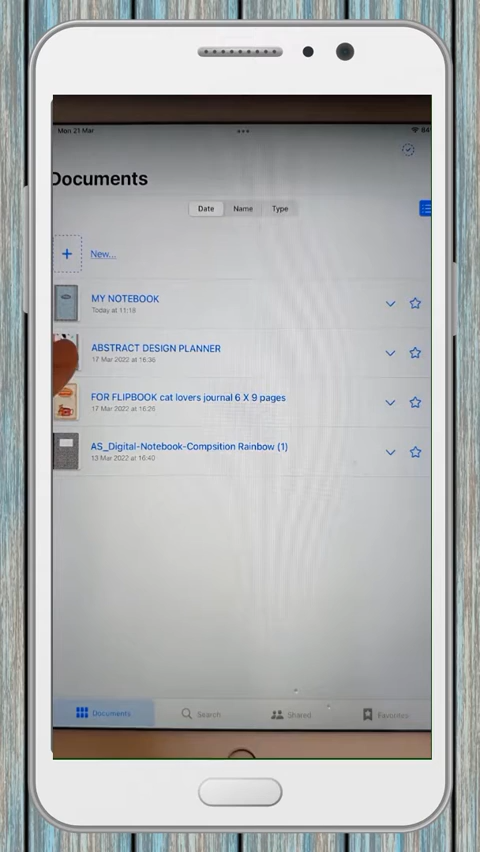 Mon 21 Mar
84
Documents
Date Name Type
New...
MY NOTEBOOK
Today at 11:18
ABSTRACT DESIGN PLANNER
17 Mar 2022 at 16:36
FOR FLIPBOOK cat lovers journal 6 X 9 pages
17 Mar 2022 at 16:26
AS_Digital-Notebook-Compsition Rainbow (1)
13 Mar 2022 at 16:40
Documents Search Shared Favorites